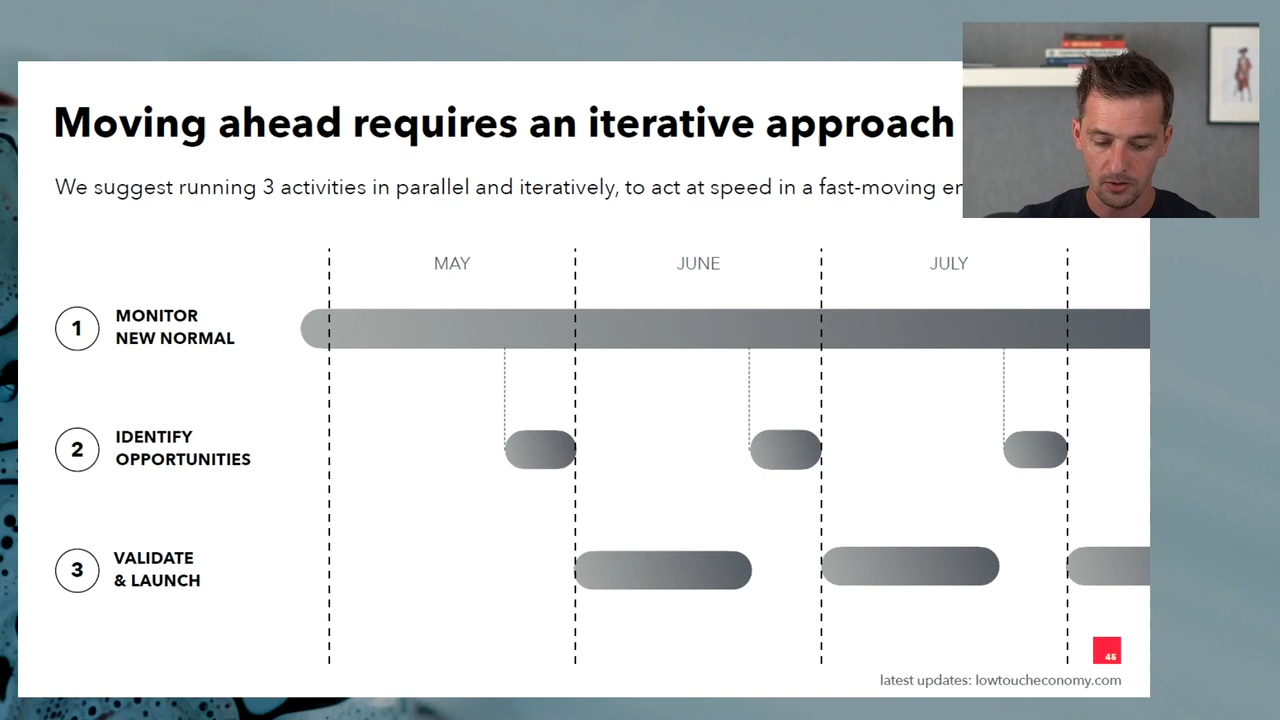 Moving ahead requires an iterative approach
We suggest running 3 activities in parallel and iteratively, to act at speed in a fast-moving
MAY JUNE JULY
1 MONITOR
NEW NORMAL
2 IDENTIFY
OPPORTUNITIES
3 VALIDATE
& LAUNCH
45
latest updates: lowtoucheconomy.com